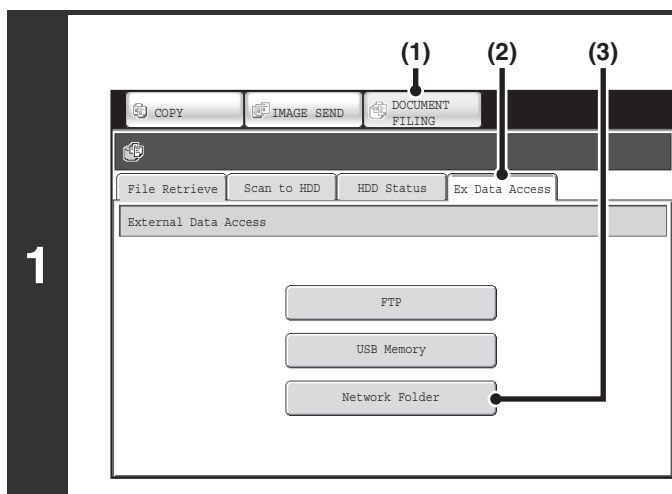 (1) (2) (3)
COPY IMAGE SEND DOCUMENT
FILING
File Retrieve Scan to HDD HDD Status Ex Data Access
External Data Access
1
FTP
USB Memory
Network Folder